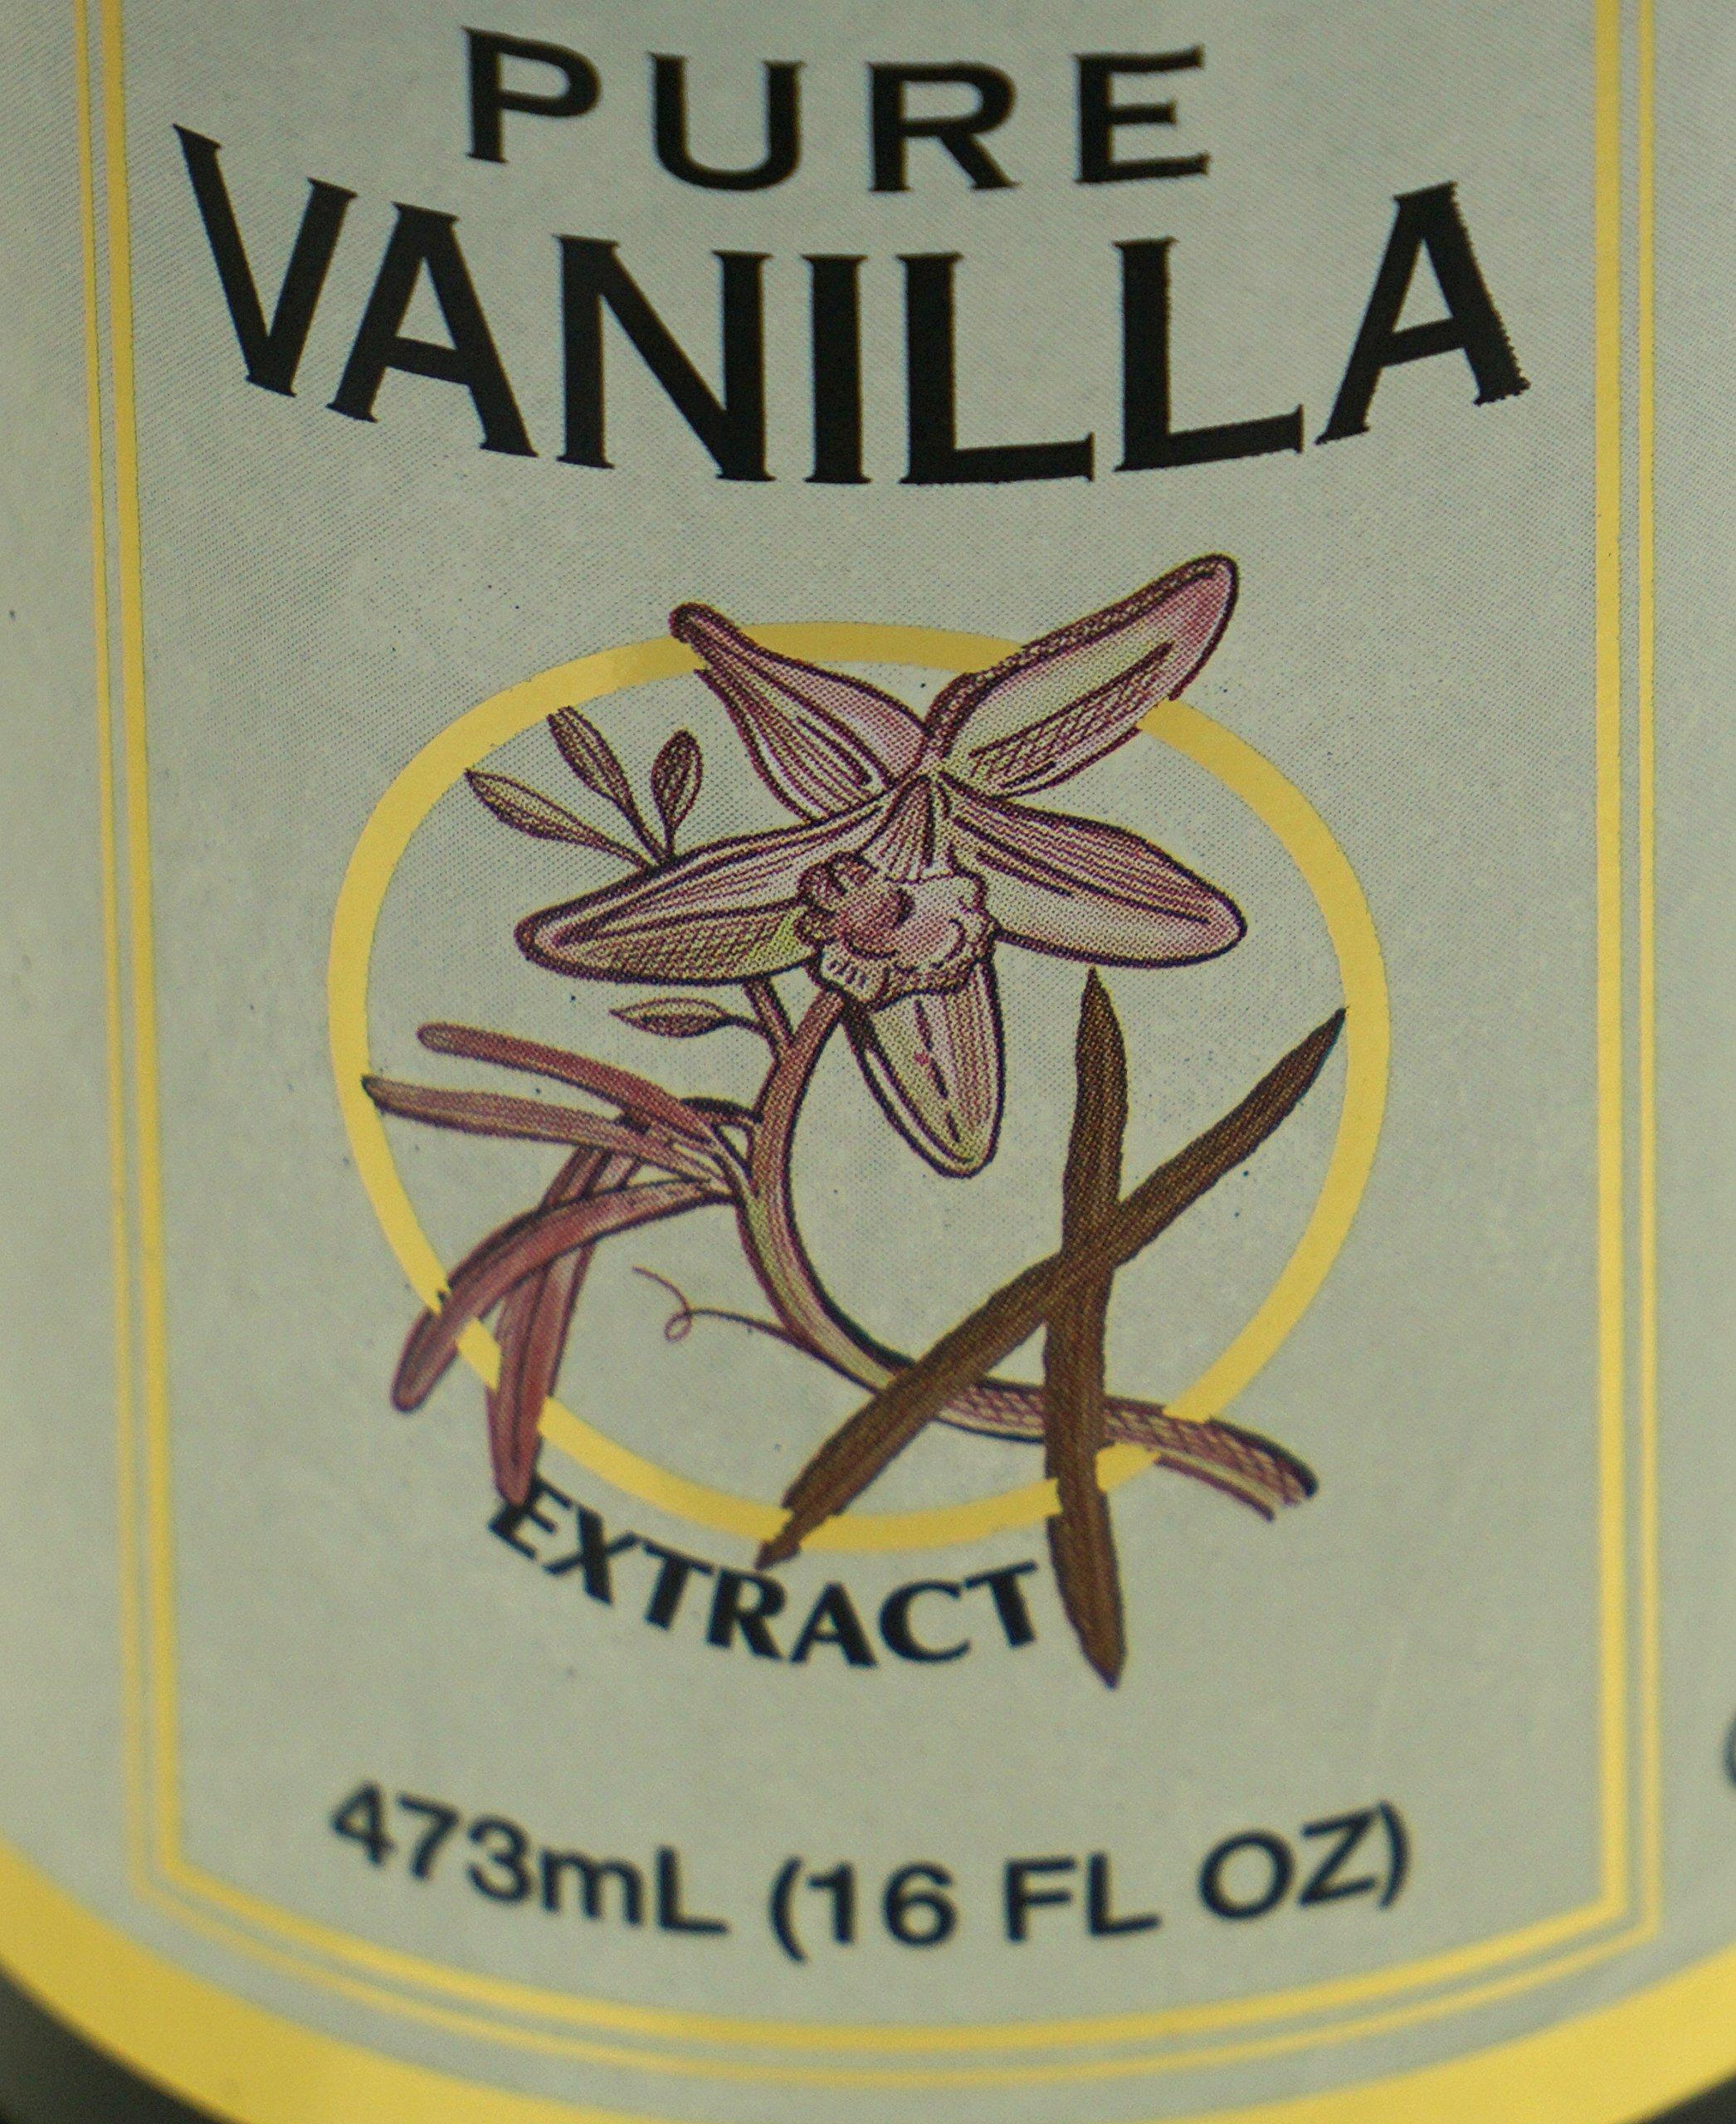 PURE
VANILLA
EXTRACT
473mL (16 FL OZ)